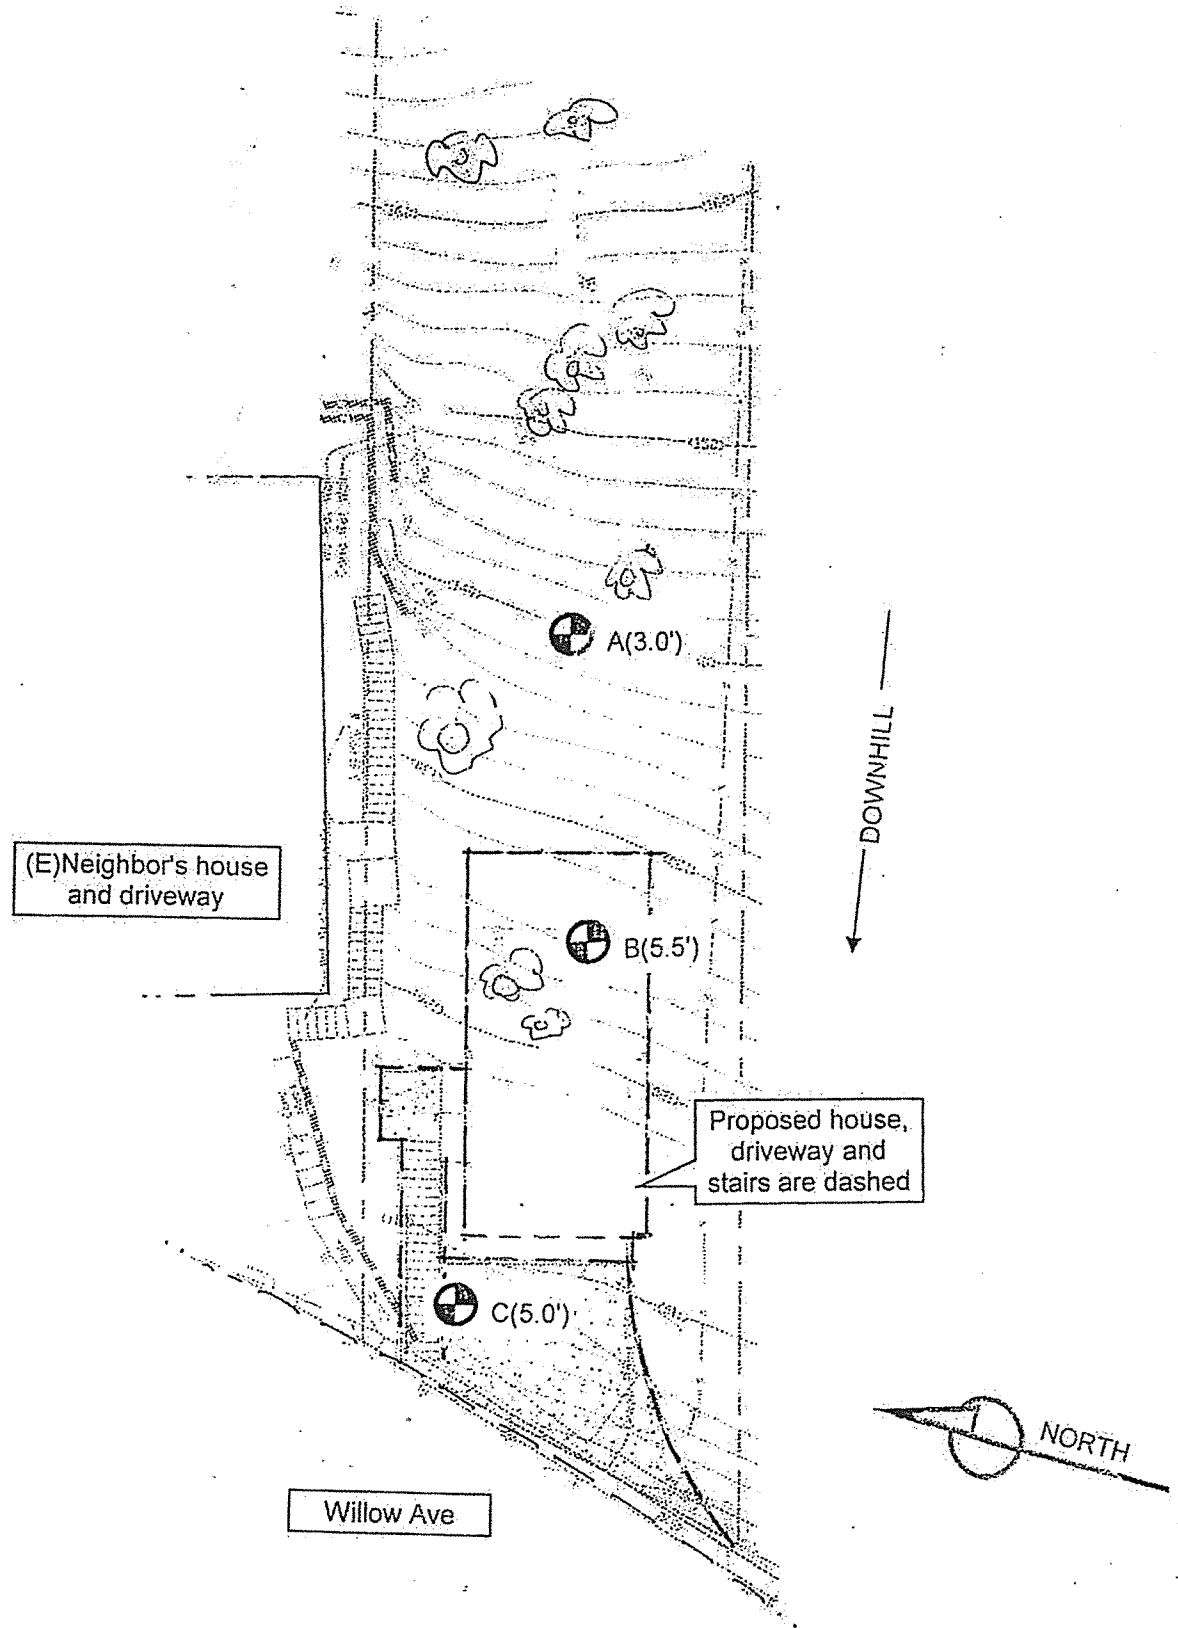 A(3.0')
DOWNHILL
(E)Neighbor's house
and driveway
B(5.5')
Proposed house,
driveway and
stairs are dashed
C(5.0')
NORTH
Willow Ave